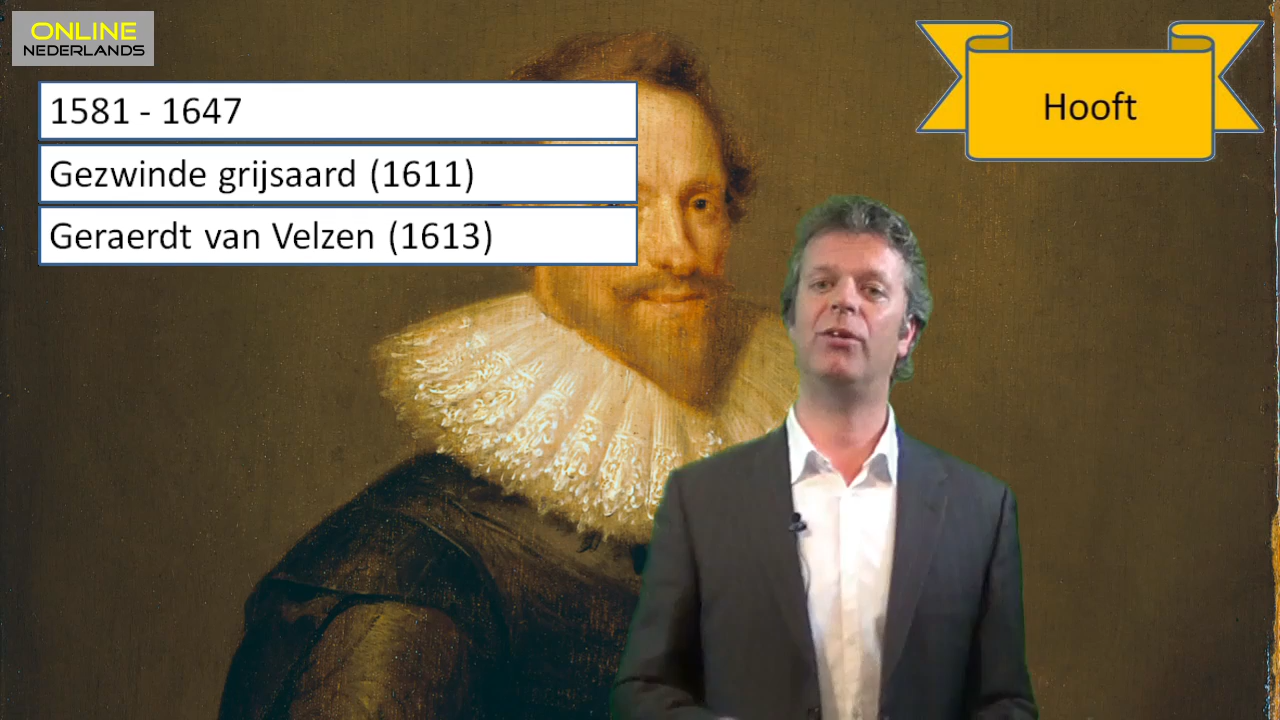 ONLINE
NEDERLANDS
Hooft
1581 - 1647
Gezwinde grijsaard (1611)
Geraerdt van Velzen (1613)